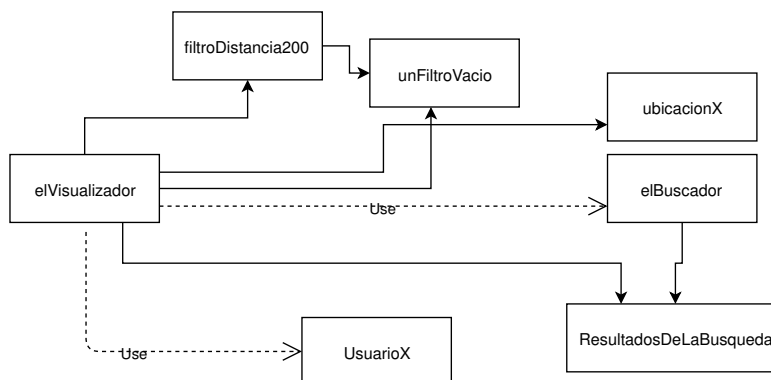 filtroDistancia200
unFiltroVacio
ubicacionX
elVisualizador
elBuscador
Use
ResultadosDeLaBusqueda
Use
UsuarioX